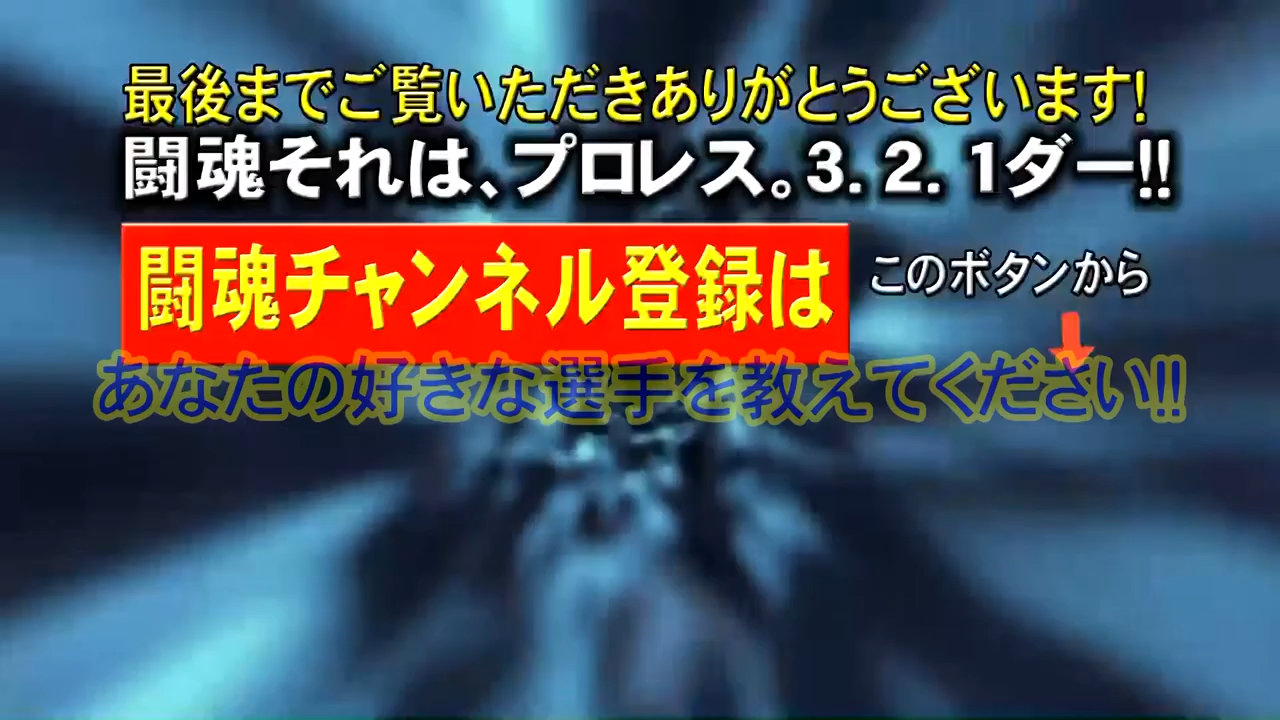 最後までご覧いただきありがとうございます!
闘魂それは、プロレス。3.2.1ダー!!
闘魂チャンネル登録は
このボタンから
あなたの好きな選手を教えてください!!